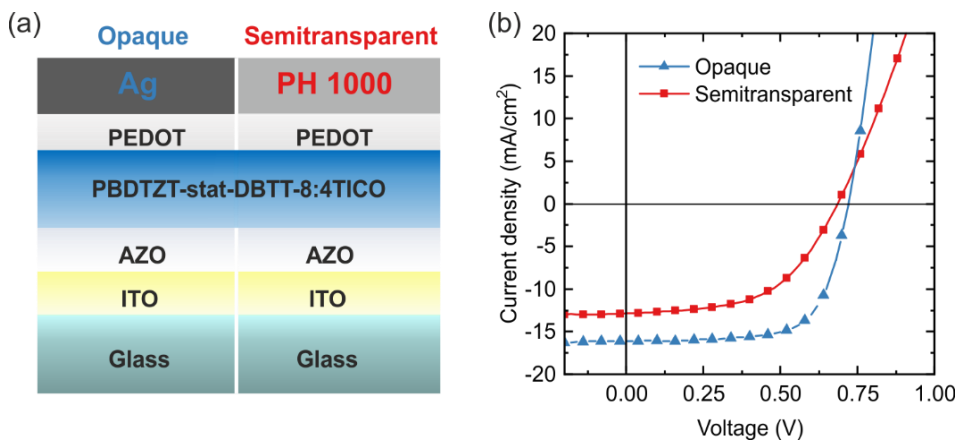 (a)
Opaque Semitransparent
Ag PH 1000
PEDOT PEDOT
PBDTZT-stat-DBTT-8:4TICO
AZO AZO
ITO ITO
Glass Glass
(b)
20
15
10
5
0
-5
-10
-15
-20
Current density (mA/cm²)
Opaque
Semitransparent
0.00 0.25 0.50 0.75 1.00
Voltage (V)